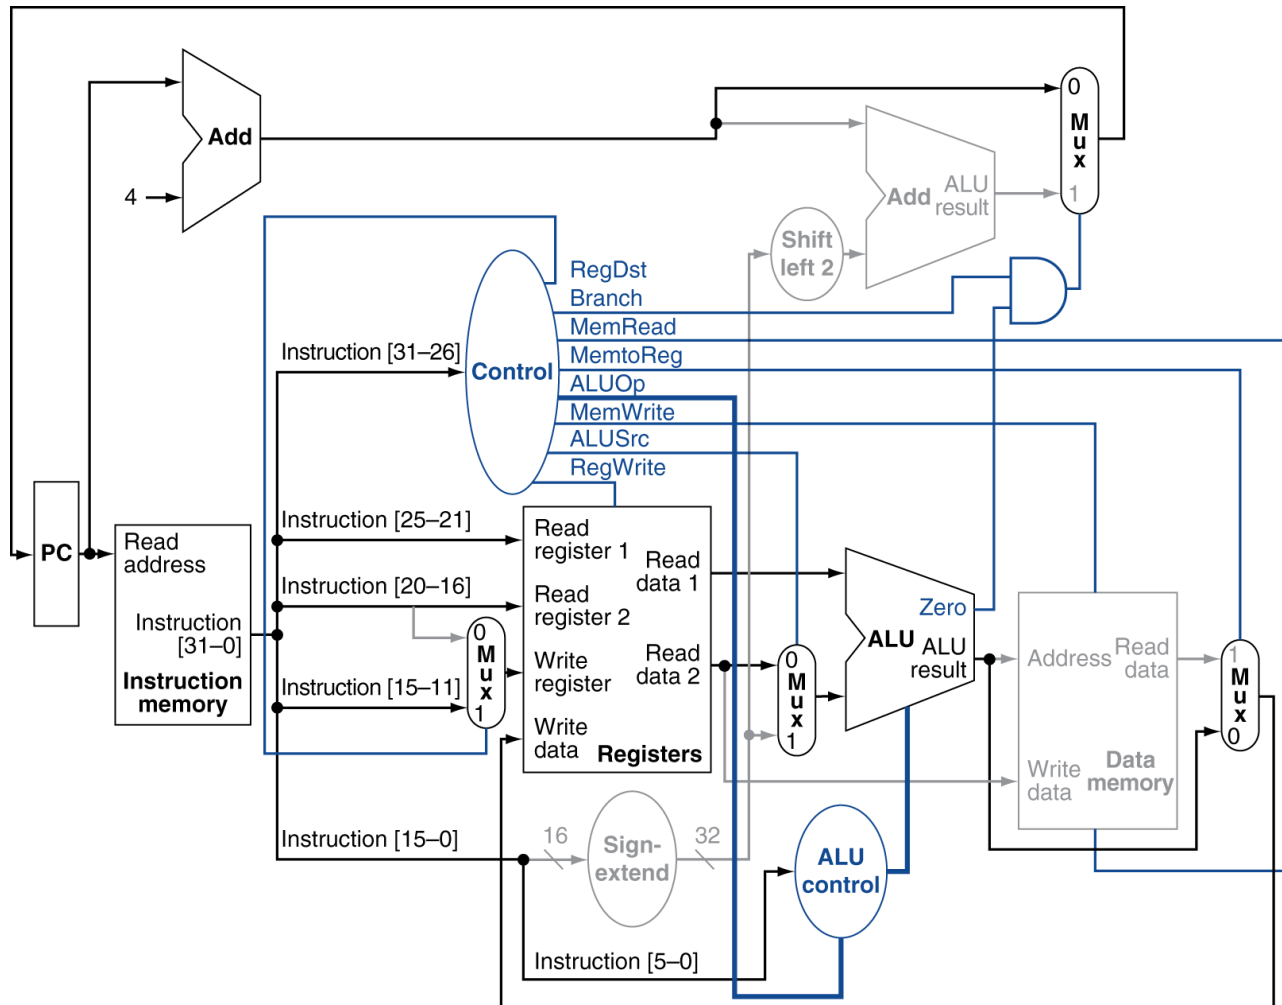 0
Mux
1
Add
4
Add
ALU
result
Shift
left 2
RegDst
Branch
MemRead
MemtoReg
ALUOp
MemWrite
ALUSrc
RegWrite
Control
Instruction [31–26]
Instruction [25–21]
Instruction [20–16]
Instruction [15–11]
Instruction [15–0]
Instruction [5–0]
PC
Read
address
Instruction
[31–0]
Instruction
memory
0
Mux
1
Read
register 1
Read
register 2
Write
register
Write
data
Registers
Read
data 1
Read
data 2
0
Mux
1
Zero
ALU
ALU
result
Address
Read
data
Write
data
Data
memory
1
Mux
0
16
Sign-
extend
32
ALU
control